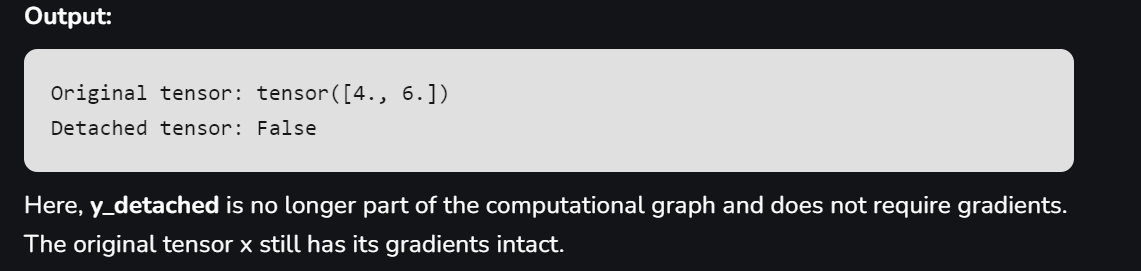 Output:
Original tensor: tensor([4., 6.])
Detached tensor: False
Here, y_detached is no longer part of the computational graph and does not require gradients.
The original tensor x still has its gradients intact.